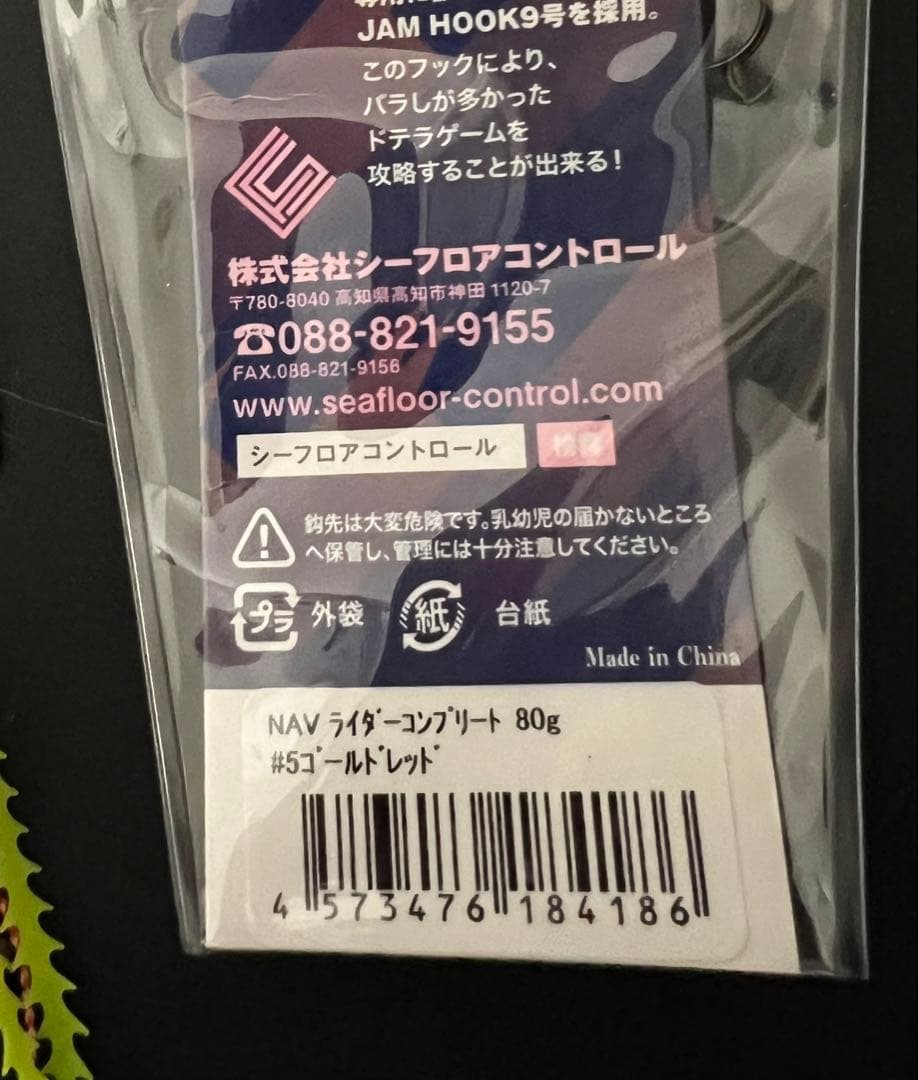 JAM HOOK9号を採用。
このフックにより、
バラしが多かった
ドテラゲームを
攻略することが出来る!
株式会社シーフロアコントロール
〒780-8040 高知県高知市神田 1120-7
☎088-821-9155
FAX.088-821-9156
www.seafloor-control.com
シーフロアコントロール 検索
鈎先は大変危険です。乳幼児の届かないところ
へ保管し、管理には十分注意してください。
プラ 外袋 紙 台紙
Made in China
NAV ﾗｲﾀﾞｰｺﾝﾌﾟﾘｰﾄ 80g
#5ｺﾞｰﾙﾄﾞﾚｯﾄﾞ
4 573476 184186